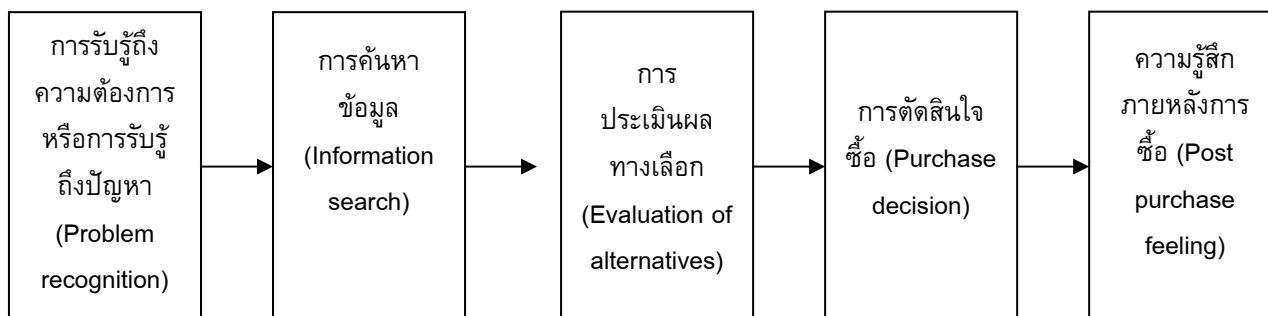 การรับรู้ถึง
ความต้องการ
หรือการรับรู้
ถึงปัญหา
(Problem
recognition)
การค้นหา
ข้อมูล
(Information
search)
การ
ประเมินผล
ทางเลือก
(Evaluation of
alternatives)
การตัดสินใจ
ซื้อ (Purchase
decision)
ความรู้สึก
ภายหลังการ
ซื้อ (Post
purchase
feeling)